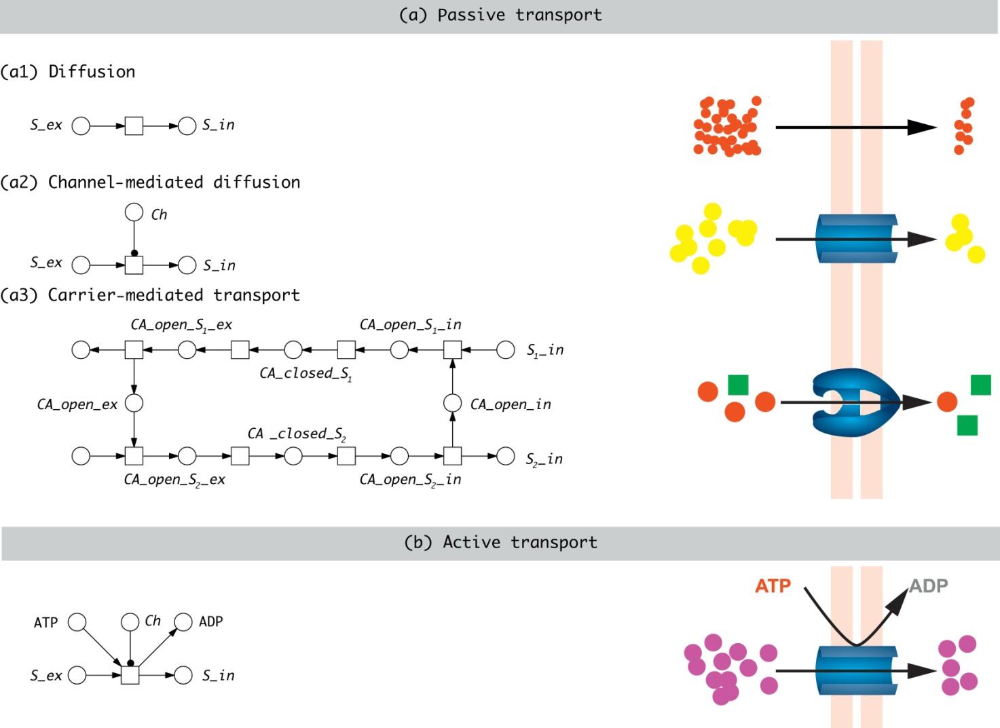 (a) Passive transport
(a1) Diffusion
S_ex S_in
(a2) Channel-mediated diffusion
Ch
S_ex S_in
(a3) Carrier-mediated transport
CA_open_S1_ex CA_open_S1_in
S1_in
CA_closed_S1
CA_open_ex CA_open_in
CA _closed_S2
S2_in
CA_open_S2_ex CA_open_S2_in
(b) Active transport
ATP ADP
ATP Ch ADP
S_ex S_in